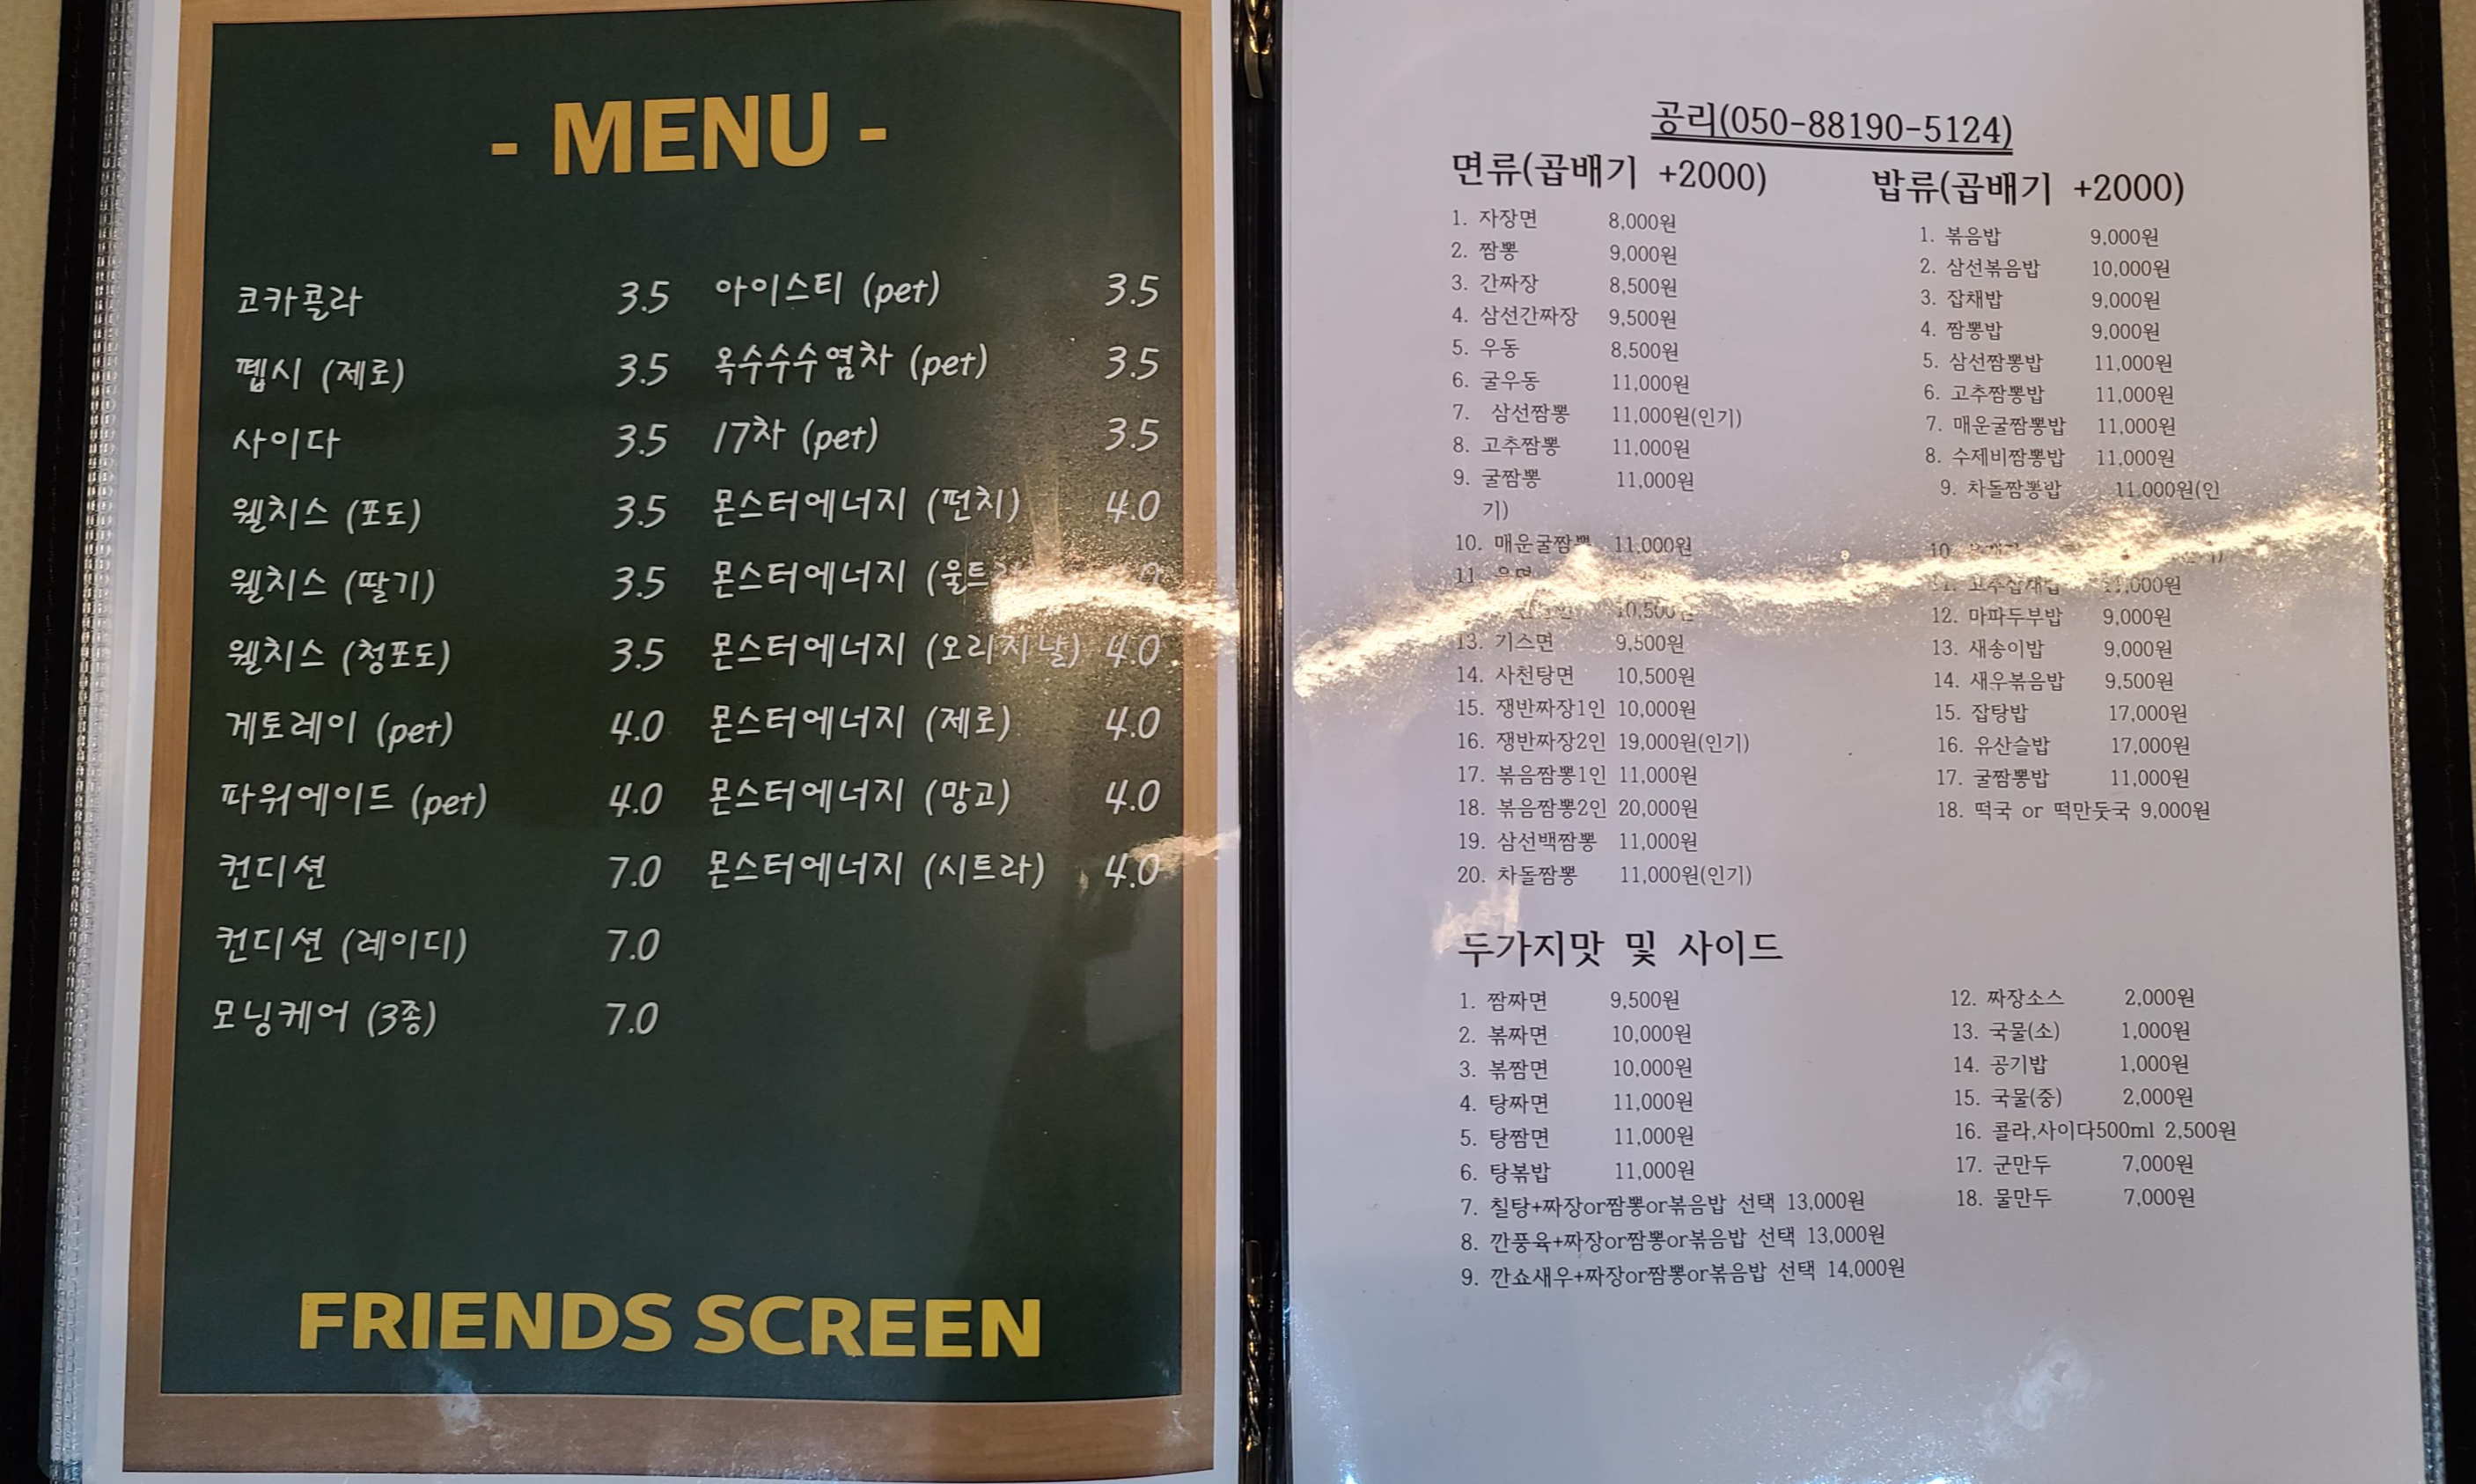 - MENU -
코카콜라 3.5
펩시 (제로) 3.5
사이다 3.5
웰치스 (포도) 3.5
웰치스 (딸기) 3.5
웰치스 (청포도) 3.5
게토레이 (pet) 4.0
파워에이드 (pet) 4.0
컨디션 7.0
컨디션 (레이디) 7.0
모닝케어 (3종) 7.0
아이스티 (pet) 3.5
옥수수수염차 (pet) 3.5
17차 (pet) 3.5
몬스터에너지 (펀치) 4.0
몬스터에너지
몬스터에너지 (오리지날) 4.0
몬스터에너지 (제로) 4.0
몬스터에너지 (망고) 4.0
몬스터에너지 (시트라) 4.0
FRIENDS SCREEN
공리(050-88190-5124)
면류(곱배기 +2000)
1. 자장면 8,000원
2. 짬뽕 9,000원
3. 간짜장 8,500원
4. 삼선간짜장 9,500원
5. 우동 8,500원
6. 굴우동 11,000원
7. 삼선짬뽕 11,000원(인기)
8. 고추짬뽕 11,000원
9. 굴짬뽕 11,000원
기)
10. 매운굴짬뽕 11,000원
11
10,500원
13. 기스면 9,500원
14. 사천탕면 10,500원
15. 쟁반짜장1인 10,000원
16. 쟁반짜장2인 19,000원(인기)
17. 볶음짬뽕1인 11,000원
18. 볶음짬뽕2인 20,000원
19. 삼선백짬뽕 11,000원
20. 차돌짬뽕 11,000원(인기)
밥류(곱배기 +2000)
1. 볶음밥 9,000원
2. 삼선볶음밥 10,000원
3. 잡채밥 9,000원
4. 짬뽕밥 9,000원
5. 삼선짬뽕밥 11,000원
6. 고추짬뽕밥 11,000원
7. 매운굴짬뽕밥 11,000원
8. 수제비짬뽕밥 11,000원
9. 차돌짬뽕밥 11,000원(인
10.
11. 고추잡채밥 11,000원
12. 마파두부밥 9,000원
13. 새송이밥 9,000원
14. 새우볶음밥 9,500원
15. 잡탕밥 17,000원
16. 유산슬밥 17,000원
17. 굴짬뽕밥 11,000원
18. 떡국 or 떡만둣국 9,000원
두가지맛 및 사이드
1. 짬짜면 9,500원
2. 볶짜면 10,000원
3. 볶짬면 10,000원
4. 탕짜면 11,000원
5. 탕짬면 11,000원
6. 탕볶밥 11,000원
7. 칠탕+짜장or짬뽕or볶음밥 선택 13,000원
8. 깐풍육+짜장or짬뽕or볶음밥 선택 13,000원
9. 깐쇼새우+짜장or짬뽕or볶음밥 선택 14,000원
12. 짜장소스 2,000원
13. 국물(소) 1,000원
14. 공기밥 1,000원
15. 국물(중) 2,000원
16. 콜라,사이다500ml 2,500원
17. 군만두 7,000원
18. 물만두 7,000원